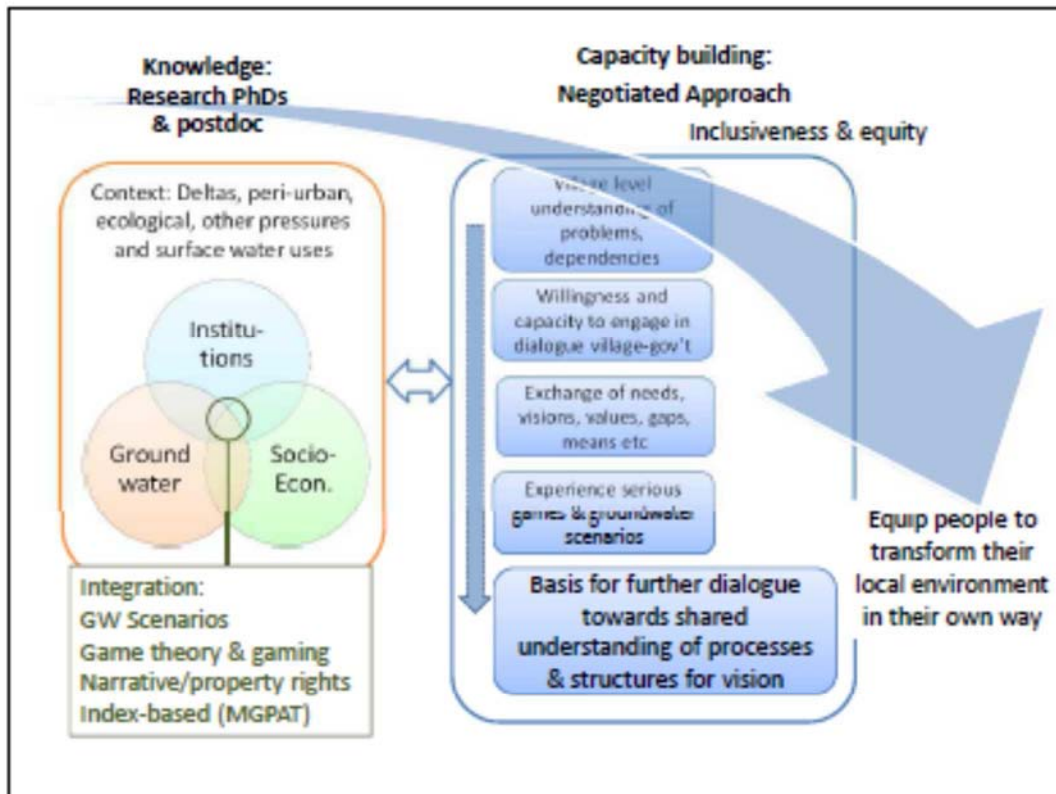 Knowledge:
Research PhDs
& postdoc
Capacity building:
Negotiated Approach
Inclusiveness & equity
Context: Deltas, peri-urban,
ecological, other pressures
and surface water uses
Institu-
tions
Ground
water
Socio-
Econ.
Integration:
GW Scenarios
Game theory & gaming
Narrative/property rights
Index-based (MGPAT)
Village level
understanding of
problems,
dependencies
Willingness and
capacity to engage in
dialogue village-gov't
Exchange of needs,
visions, values, gaps,
means etc
Experience serious
games & groundwater
scenarios
Basis for further dialogue
towards shared
understanding of processes
& structures for vision
Equip people to
transform their
local environment
in their own way